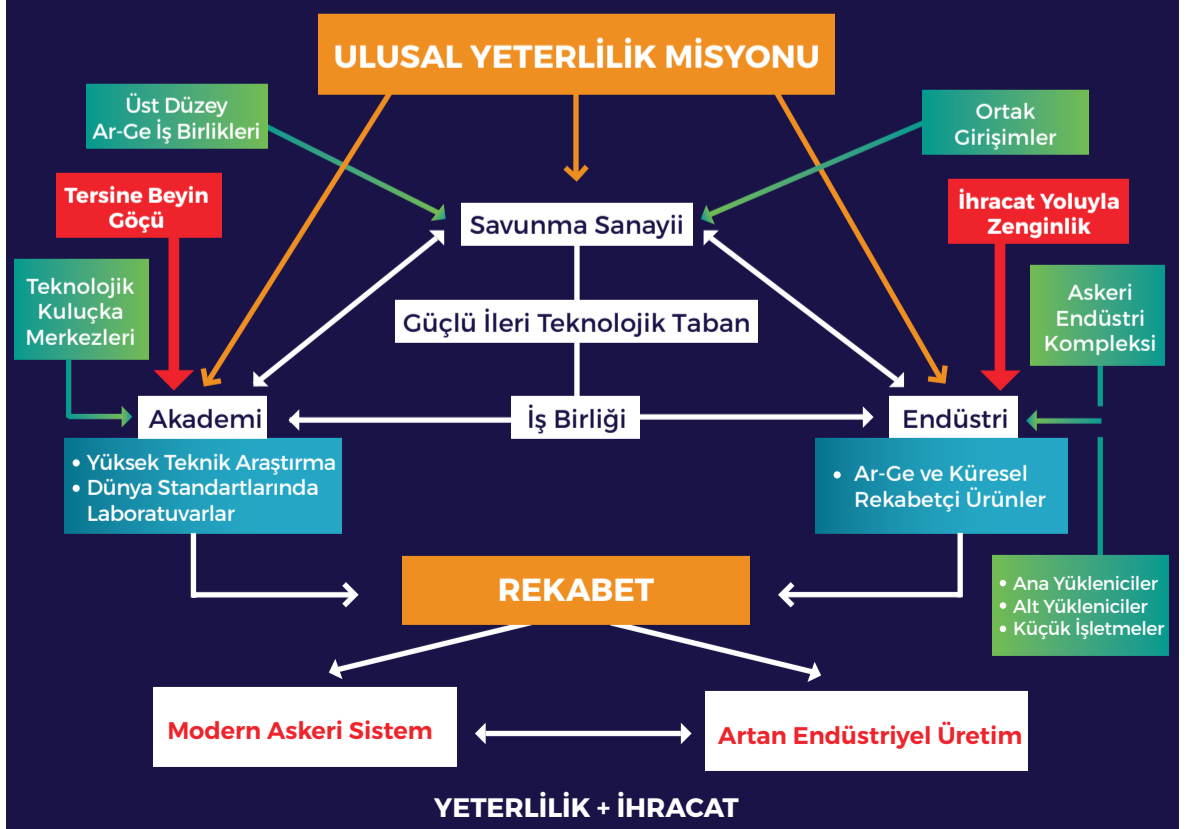 ULUSAL YETERLİLİK MİSYONU
Üst Düzey
Ar-Ge İş Birlikleri
Ortak
Girişimler
Tersine Beyin
Göçü
İhracat Yoluyla
Zenginlik
Savunma Sanayii
Teknolojik
Kuluçka
Merkezleri
Güçlü İleri Teknolojik Taban
Askeri
Endüstri
Kompleksi
Akademi
İş Birliği
Endüstri
• Yüksek Teknik Araştırma
• Dünya Standartlarında
Laboratuvarlar
• Ar-Ge ve Küresel
Rekabetçi Ürünler
REKABET
• Ana Yükleniciler
• Alt Yükleniciler
• Küçük İşletmeler
Modern Askeri Sistem
Artan Endüstriyel Üretim
YETERLİLİK + İHRACAT